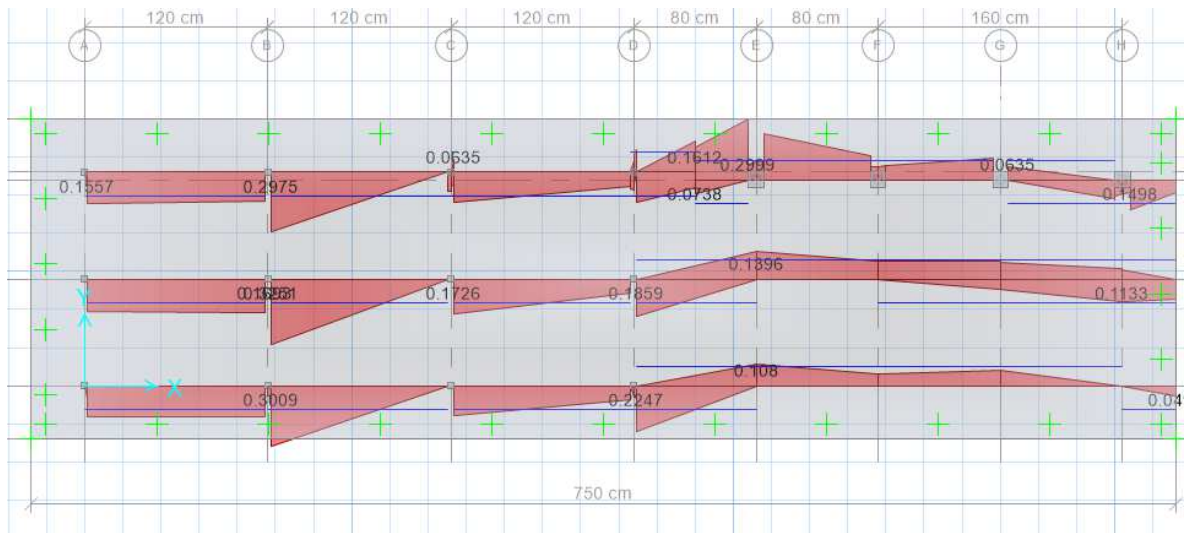 120 cm 120 cm 120 cm 80 cm 80 cm 160 cm
A B C D E F G H
0.0635 0.1612 0.2999 0.0635
0.1557 0.2975 0.0738 0.1498
0.1396
0.1726 0.1859 0.1133
Y
X
0.108
0.3009 0.2247
750 cm